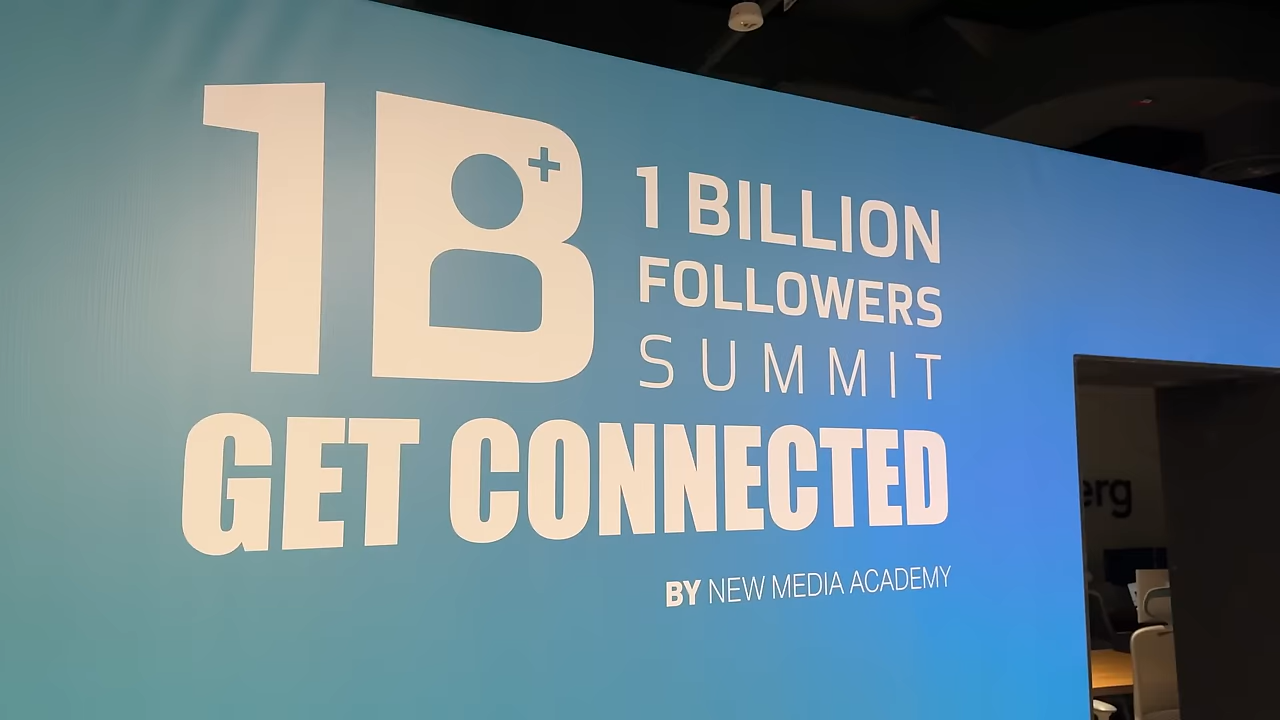 1B+
1 BILLION
FOLLOWERS
SUMMIT
GET CONNECTED
BY NEW MEDIA ACADEMY